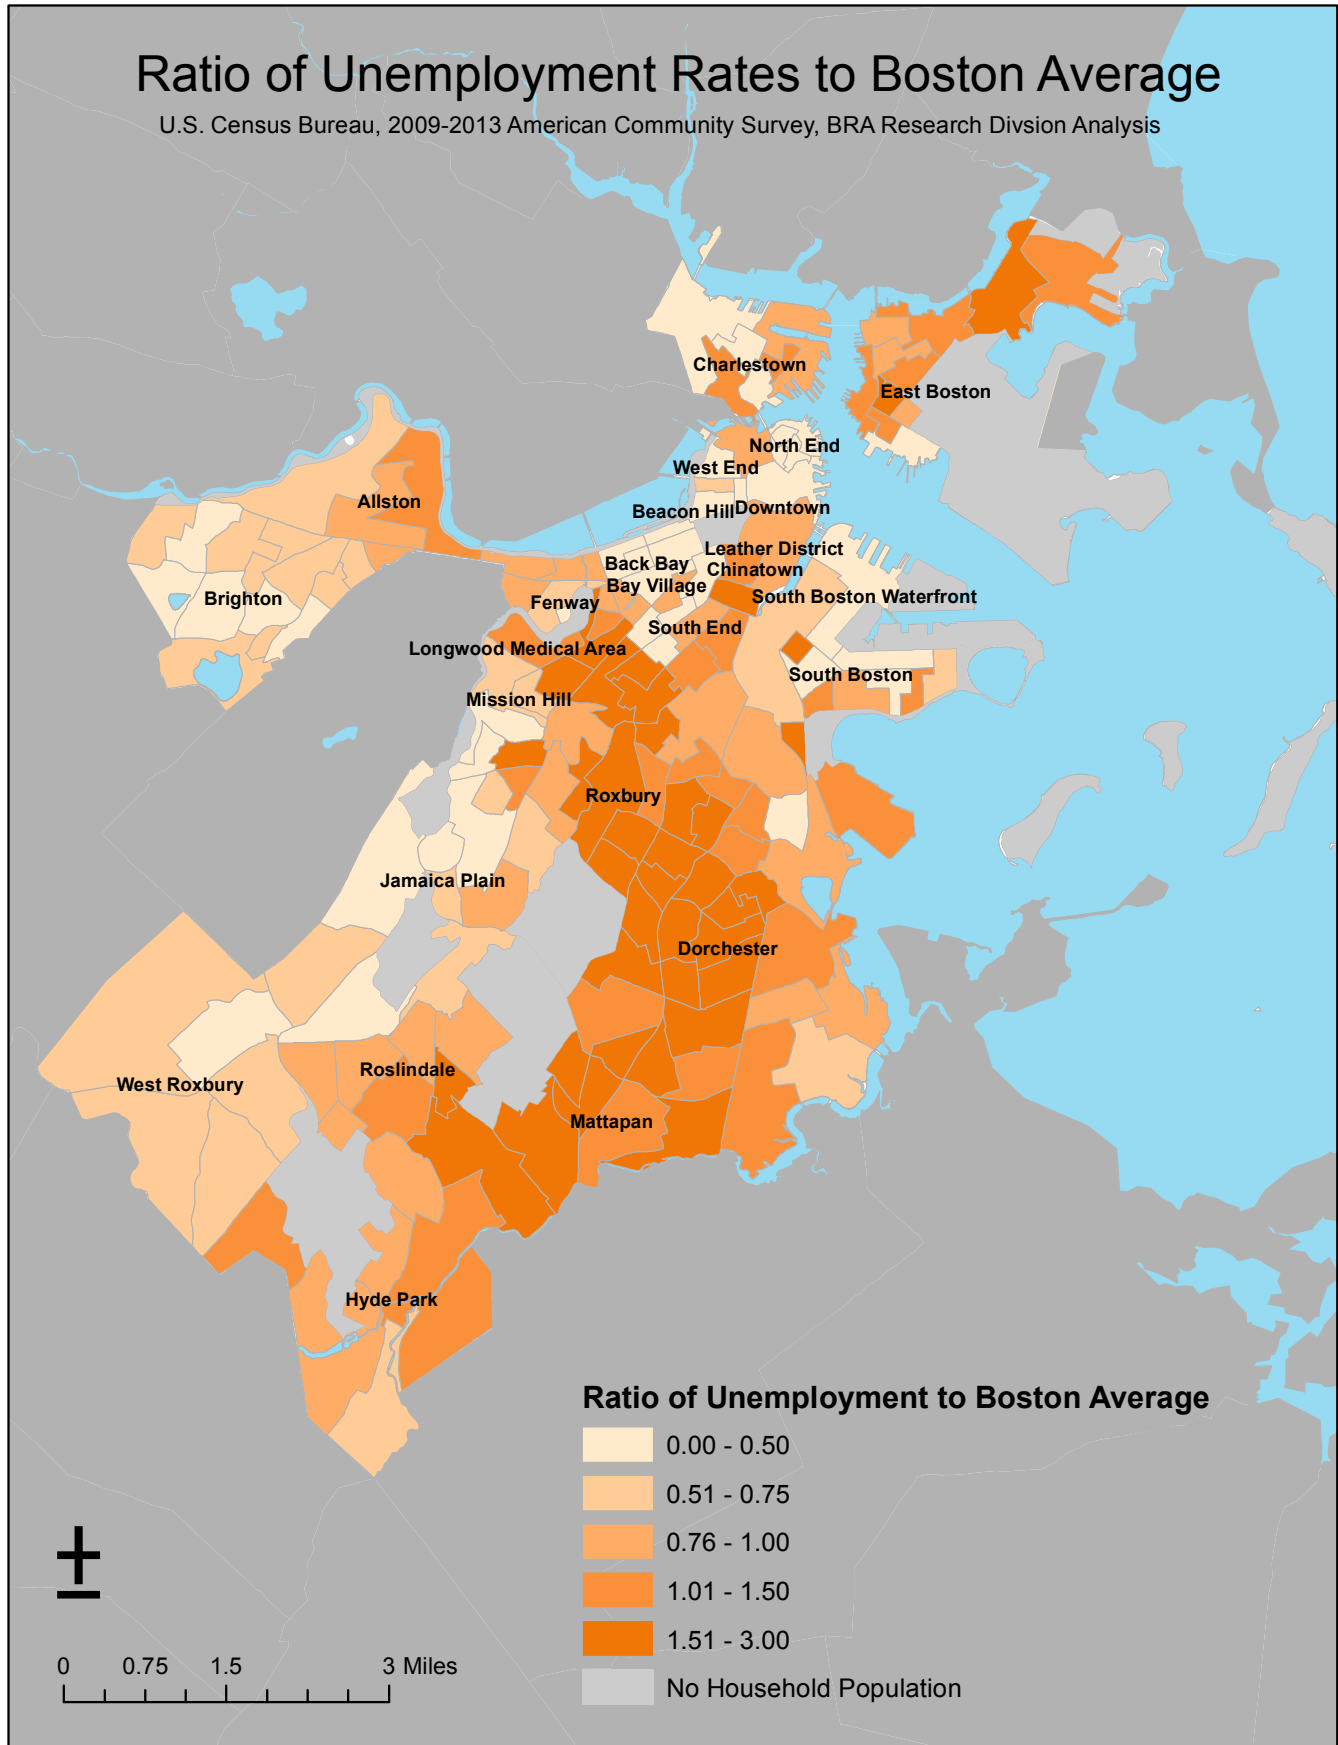 Ratio of Unemployment Rates to Boston Average
U.S. Census Bureau, 2009-2013 American Community Survey, BRA Research Divsion Analysis
Charlestown
East Boston
North End
West End
Allston
Beacon Hill
Downtown
Leather District
Back Bay
Chinatown
Bay Village
South Boston Waterfront
Brighton
Fenway
South End
Longwood Medical Area
South Boston
Mission Hill
Roxbury
Jamaica Plain
Dorchester
Roslindale
West Roxbury
Mattapan
Hyde Park
Ratio of Unemployment to Boston Average
0.00 - 0.50
0.51 - 0.75
0.76 - 1.00
1.01 - 1.50
1.51 - 3.00
No Household Population
0 0.75 1.5 3 Miles